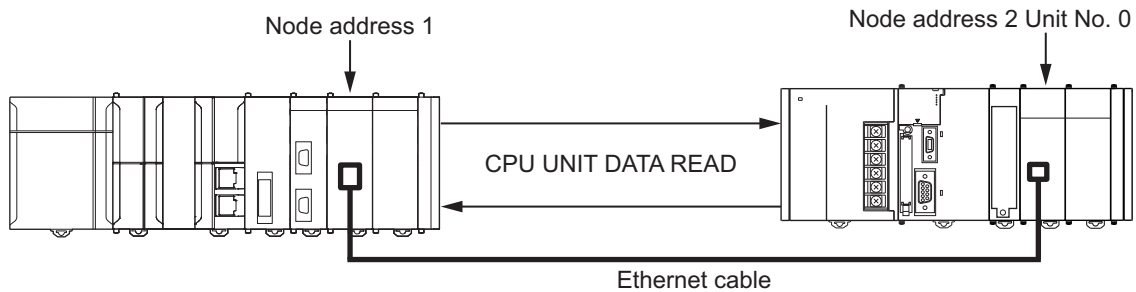 Node address 1
Node address 2 Unit No. 0
CPU UNIT DATA READ
Ethernet cable